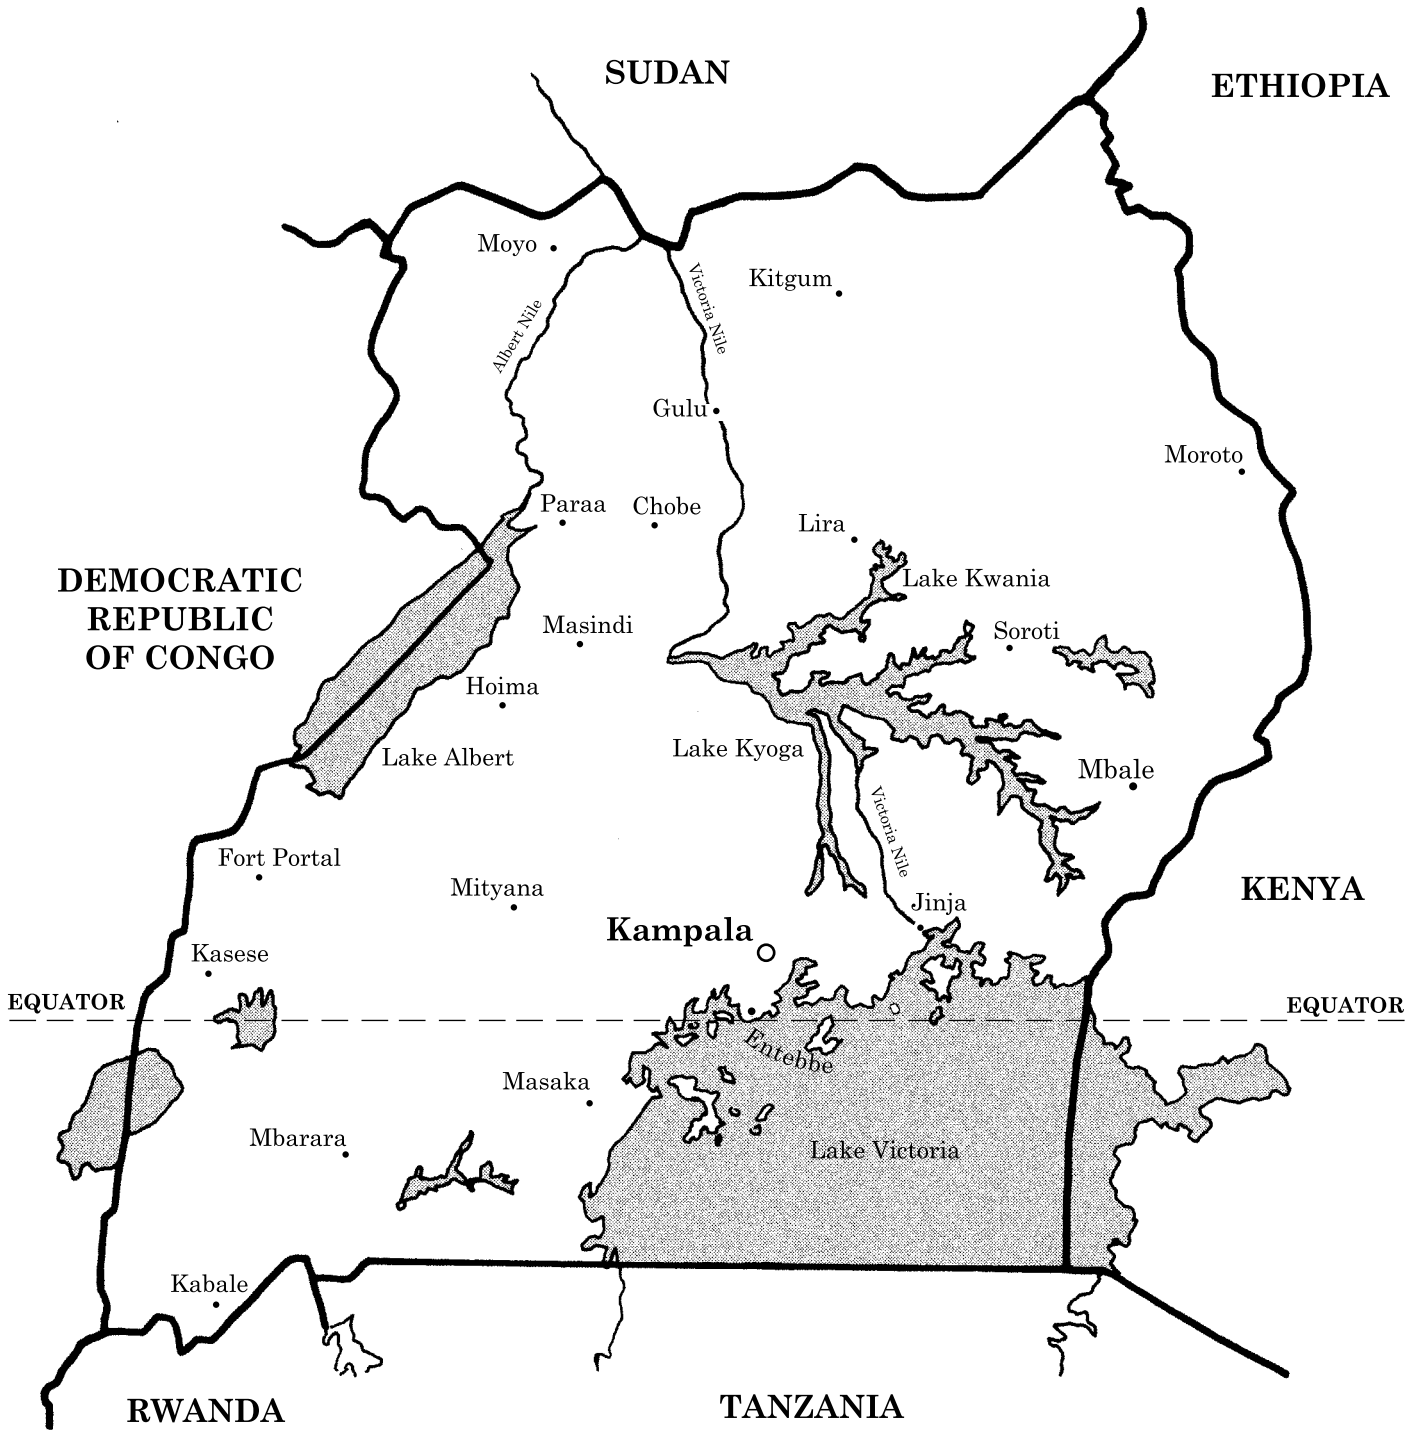 SUDAN
ETHIOPIA
Moyo
Kitgum
Victoria Nile
Albert Nile
Gulu
Moroto
Paraa
Chobe
Lira
DEMOCRATIC
REPUBLIC
OF CONGO
Lake Kwania
Masindi
Soroti
Hoima
Lake Albert
Lake Kyoga
Mbale
Victoria Nile
Fort Portal
Mityana
KENYA
Jinja
Kampala
Kasese
EQUATOR
EQUATOR
Entebbe
Masaka
Mbarara
Lake Victoria
Kabale
RWANDA
TANZANIA